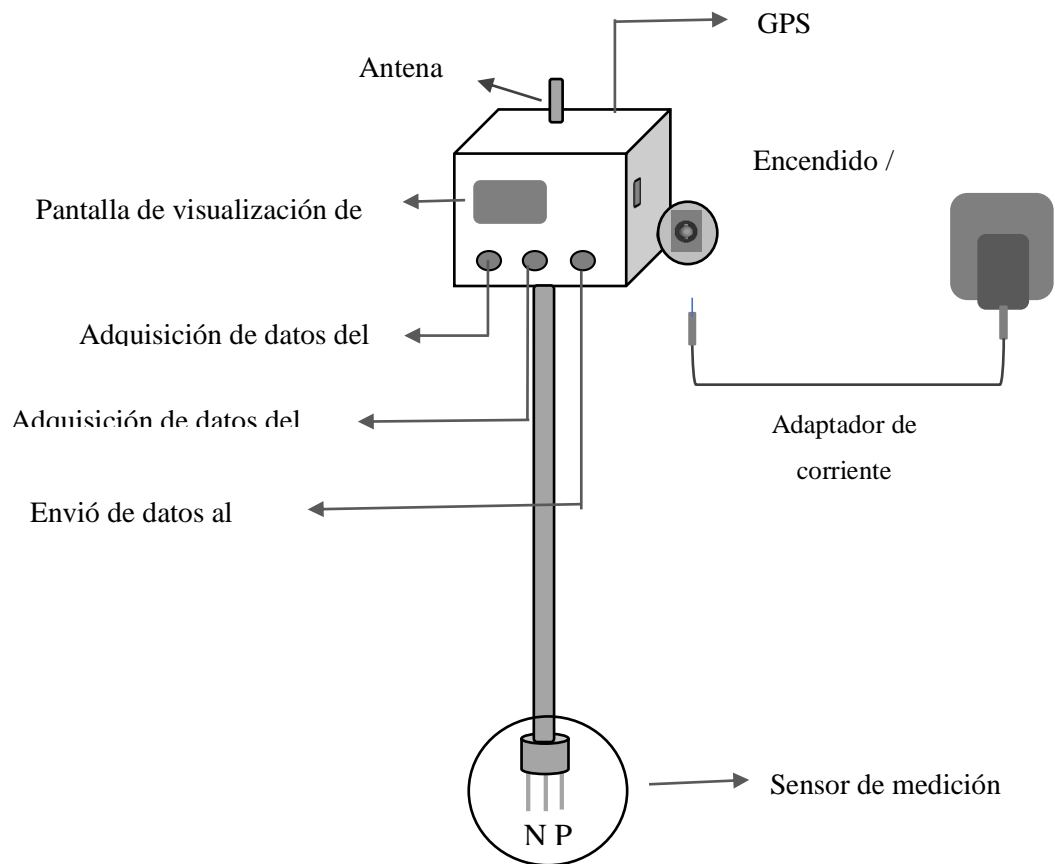 GPS
Antena
Encendido /
Pantalla de visualización de
Adquisición de datos del
Adquisición de datos del
Adaptador de
corriente
Envió de datos al
Sensor de medición
N P